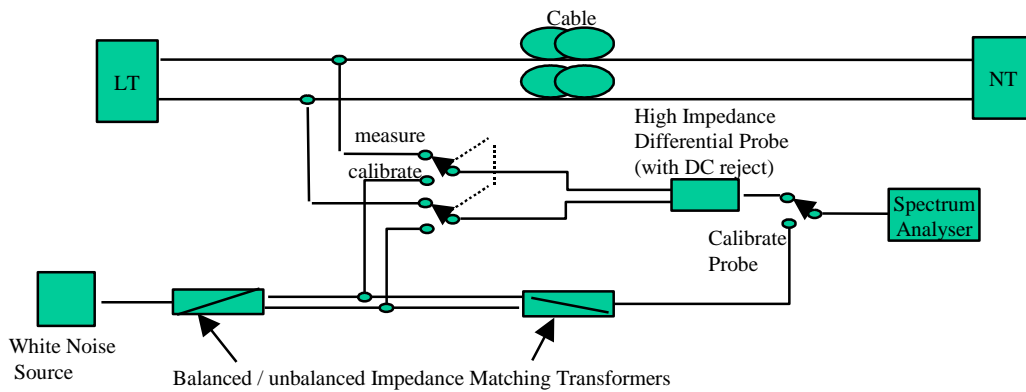 Cable
LT
NT
High Impedance
Differential Probe
(with DC reject)
measure
calibrate
Spectrum
Analyser
Calibrate
Probe
White Noise
Source
Balanced / unbalanced Impedance Matching Transformers